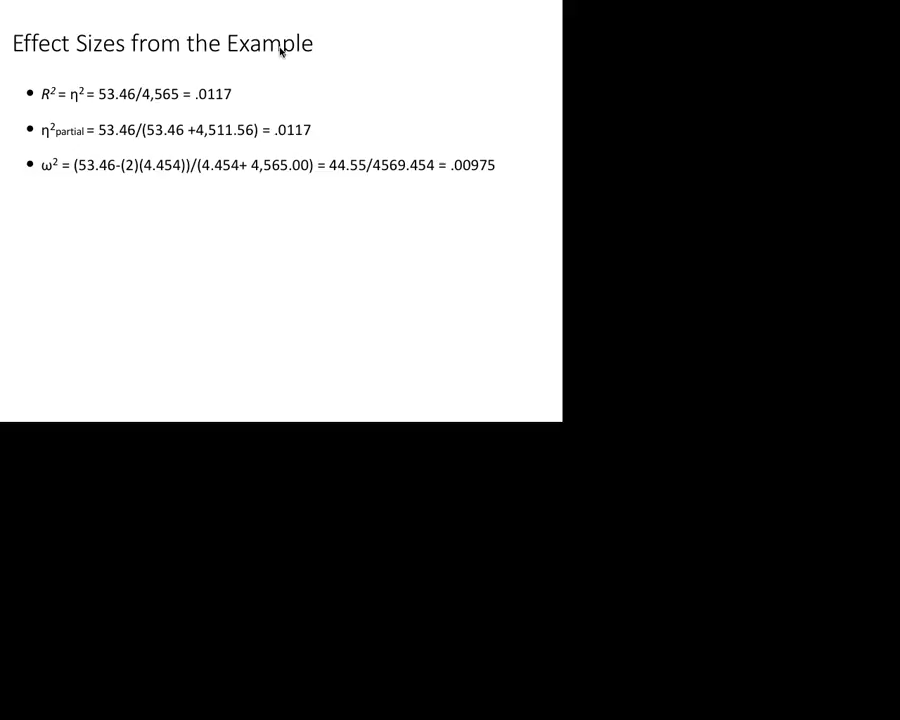 Effect Sizes from the Example
• R² = η² = 53.46/4,565 = .0117
• η²partial = 53.46/(53.46 +4,511.56) = .0117
• ω² = (53.46-(2)(4.454))/(4.454+ 4,565.00) = 44.55/4569.454 = .00975